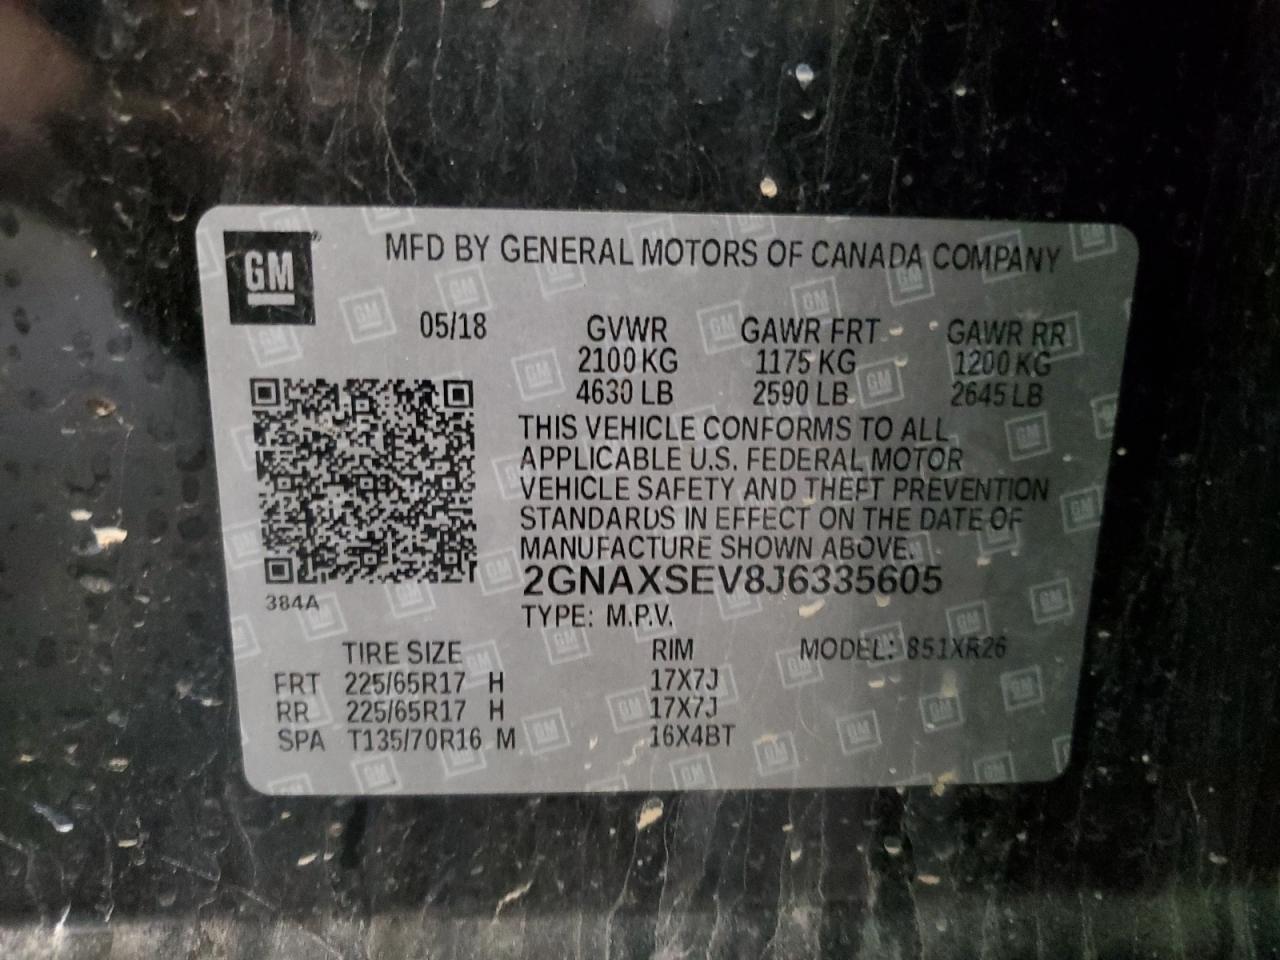 GM
MFD BY GENERAL MOTORS OF CANADA COMPANY
05/18 GVWR GAWR FRT GAWR RR
2100 KG 1175 KG 1200 KG
4630 LB 2590 LB 2645 LB
THIS VEHICLE CONFORMS TO ALL
APPLICABLE U.S. FEDERAL MOTOR
VEHICLE SAFETY AND THEFT PREVENTION
STANDARDS IN EFFECT ON THE DATE OF
MANUFACTURE SHOWN ABOVE.
2GNAXSEV8J6335605
384A
TYPE: M.P.V.
TIRE SIZE RIM MODEL: 851XR26
FRT 225/65R17 H 17X7J
RR 225/65R17 H 17X7J
SPA T135/70R16 M 16X4BT